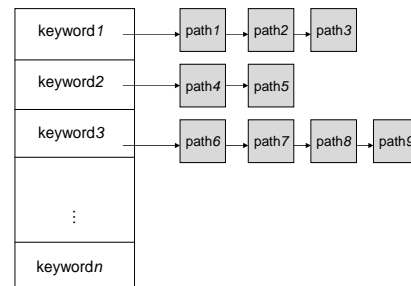 keyword1 path1 path2 path3
keyword2 path4 path5
keyword3 path6 path7 path8 path9
⋮
keywordn